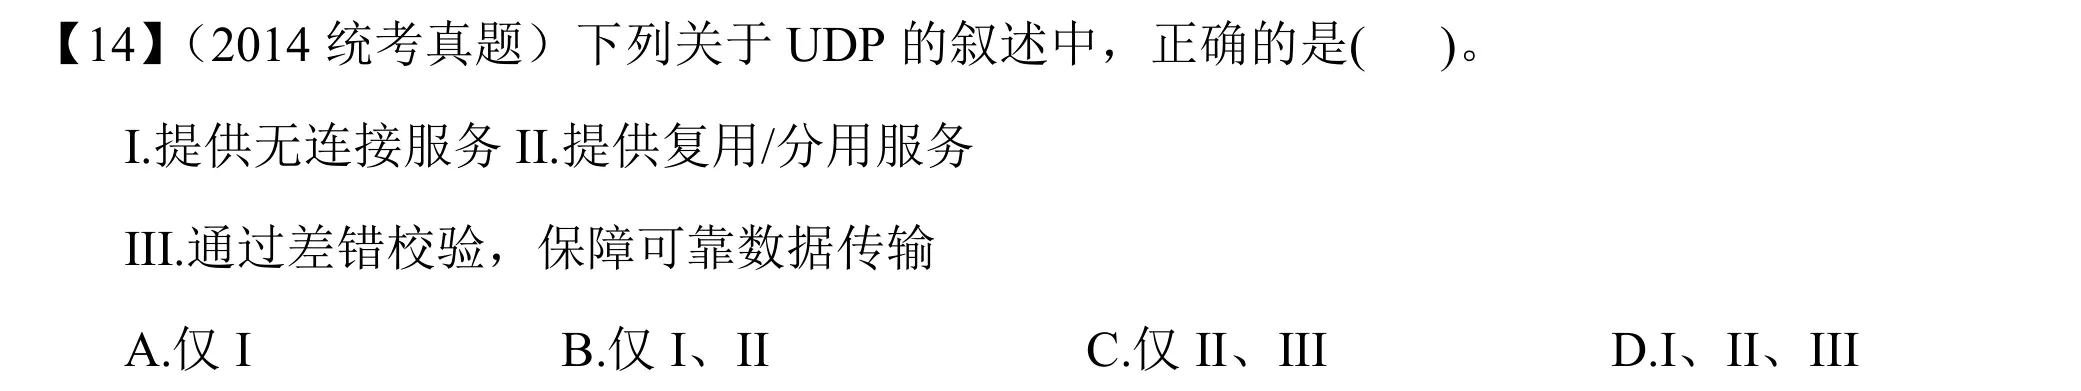 【14】（2014 统考真题）下列关于 UDP 的叙述中，正确的是( )。
I.提供无连接服务 II.提供复用/分用服务
III.通过差错校验，保障可靠数据传输
A.仅 I B.仅 I、II C.仅 II、III D.I、II、III